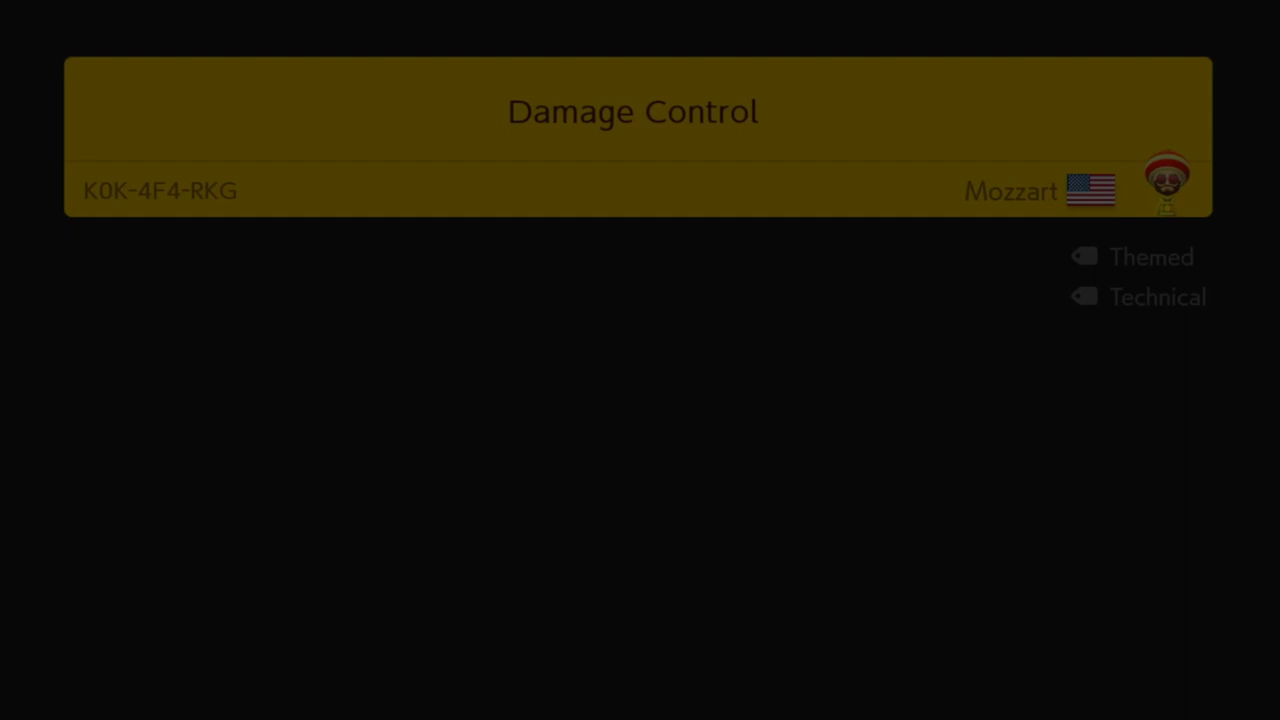 Damage Control
K0K-4F4-RKG
Mozzart
Themed
Technical